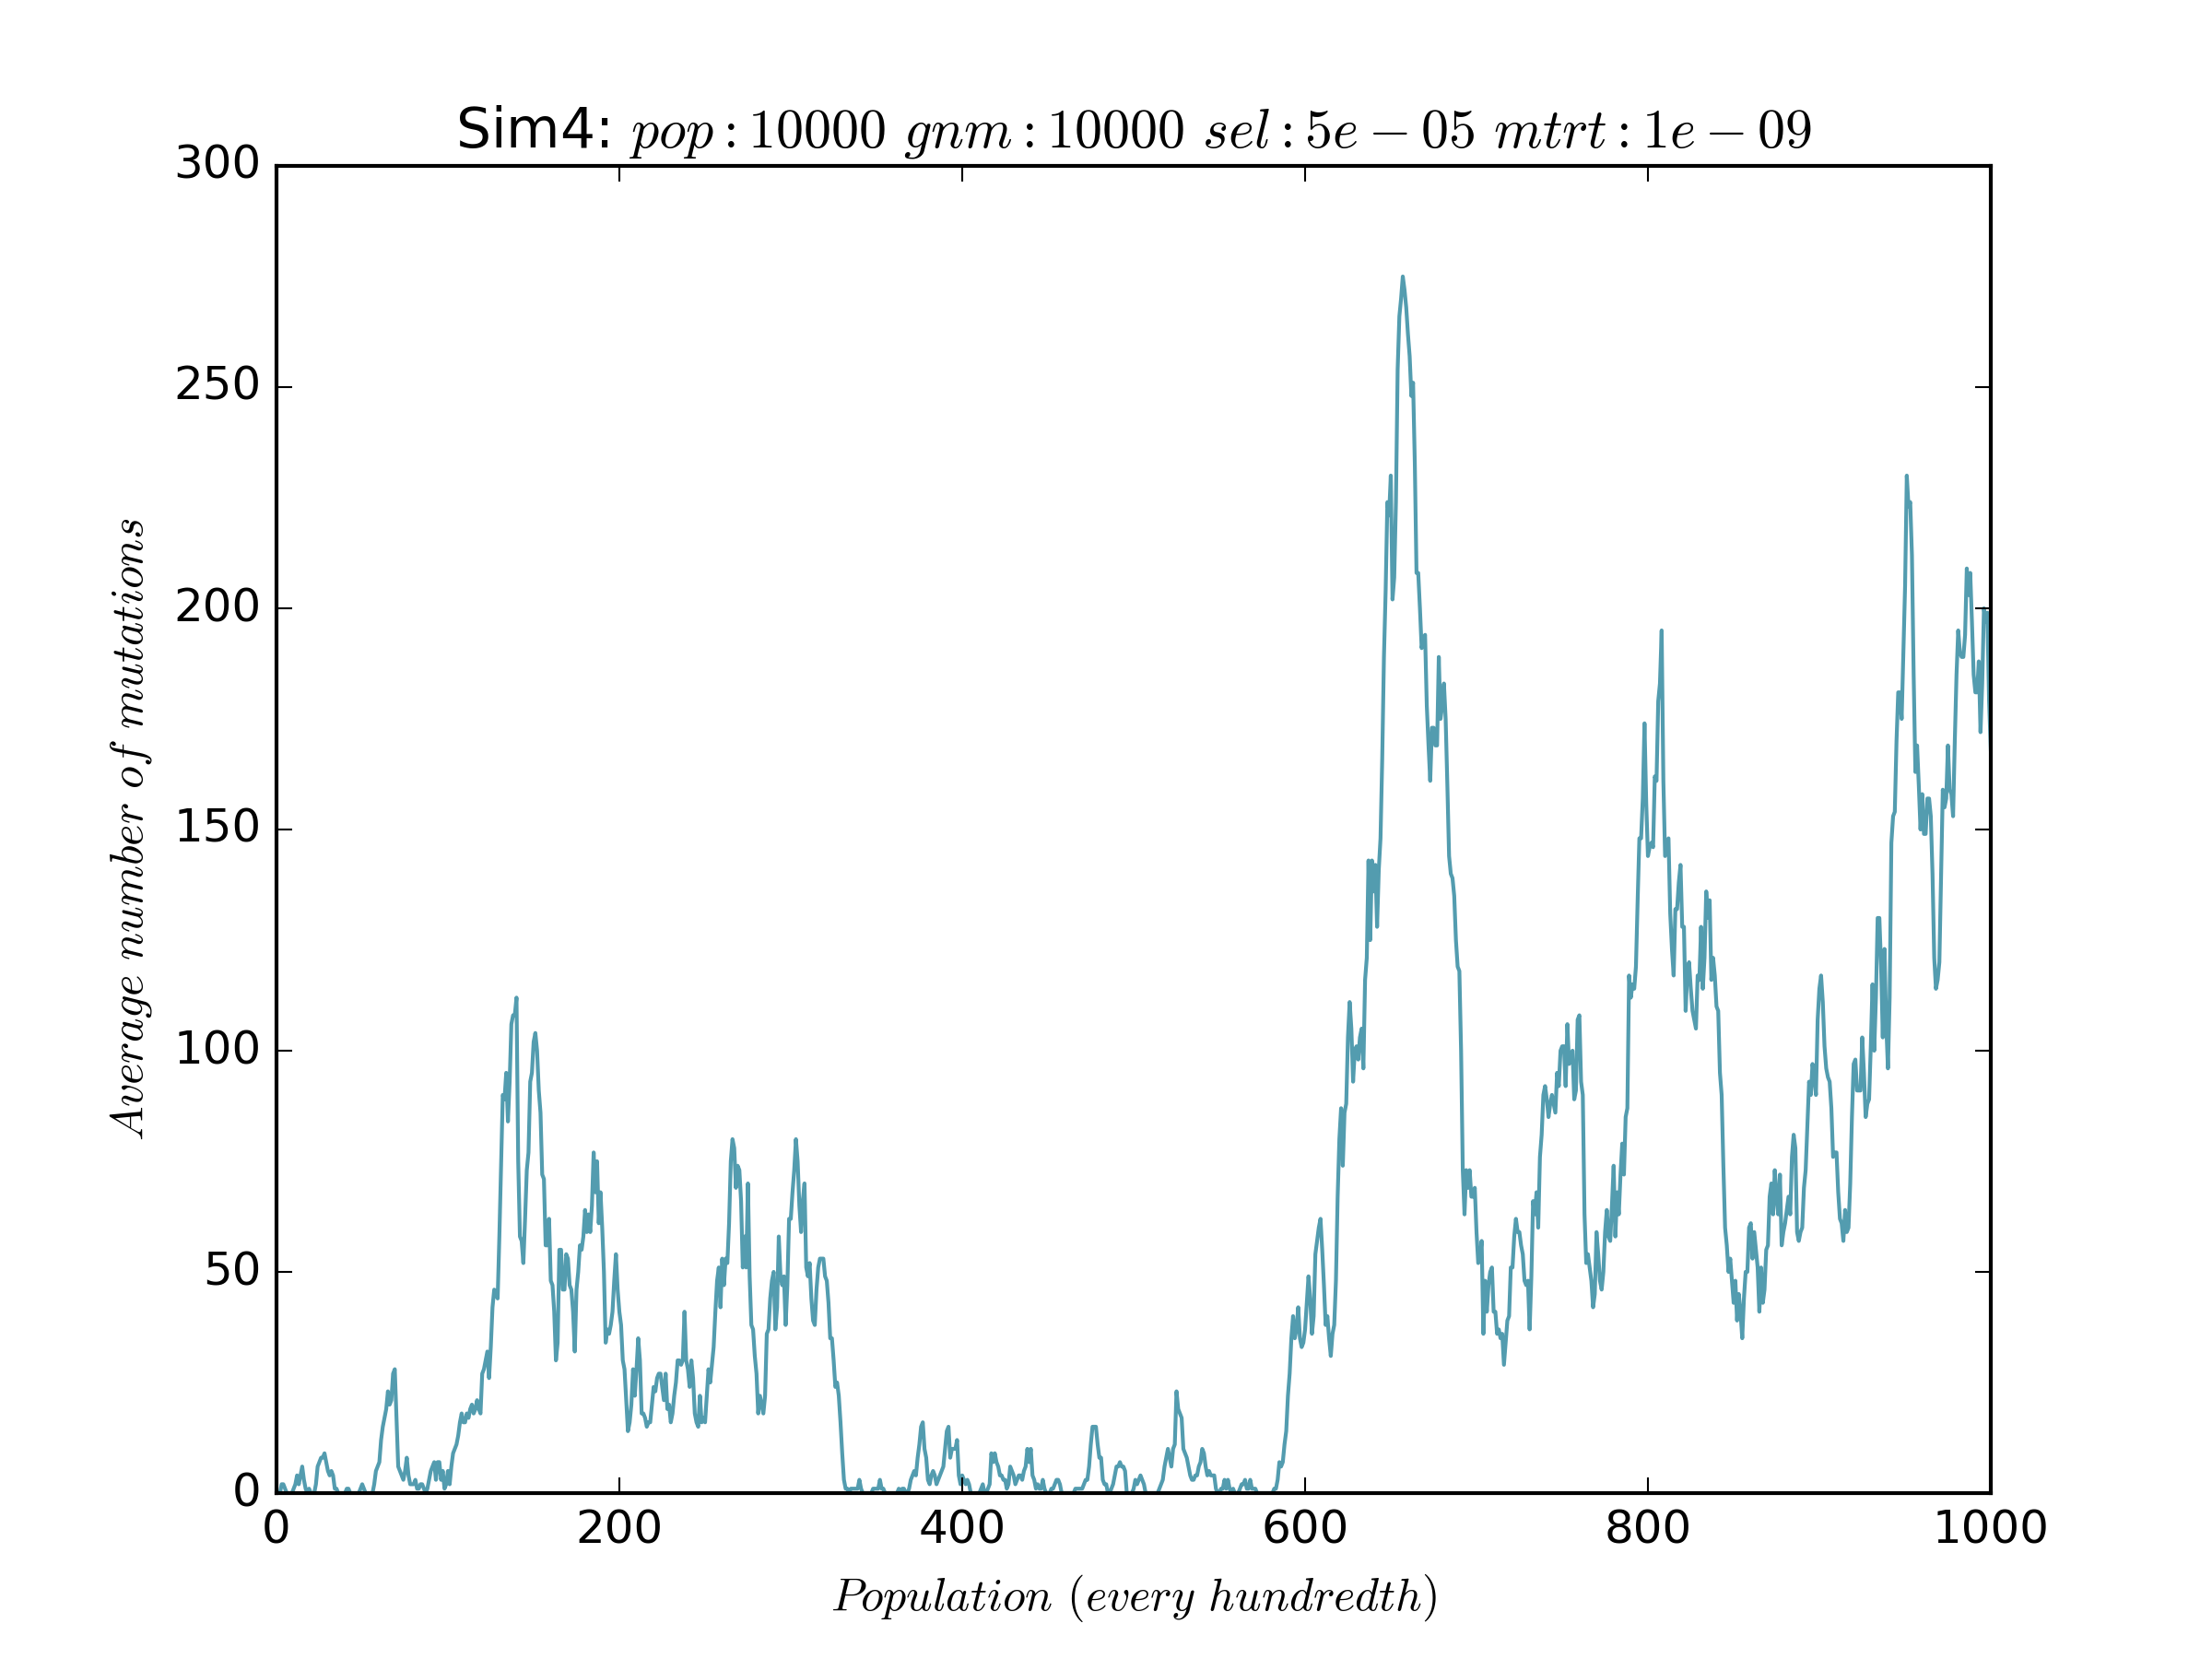 Sim4: pop : 10000 gnm : 10000 sel : 5e − 05 mtrt : 1e − 09
300
250
200
150
100
50
0
Average number of mutations
0 200 400 600 800 1000
Population (every hundredth)